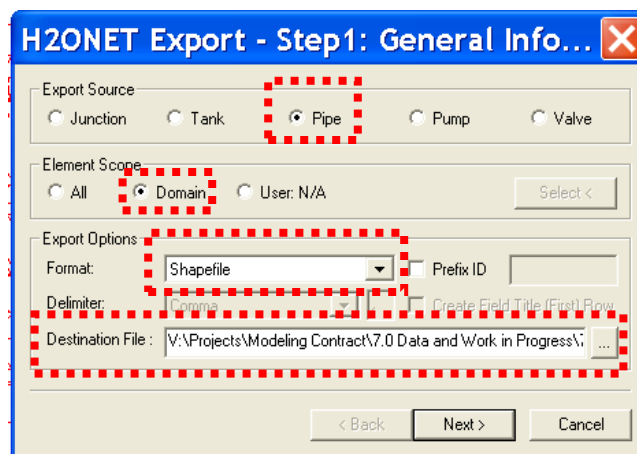 H2ONET Export - Step1: General Info...
Export Source
Junction Tank Pipe Pump Valve
Element Scope
All Domain User: N/A Select <
Export Options
Format: Shapefile Prefix ID
Delimiter: Comma , Create Field Title (First) Row
Destination File : V:\Projects\Modeling Contract\7.0 Data and Work in Progress\7 ...
< Back Next > Cancel